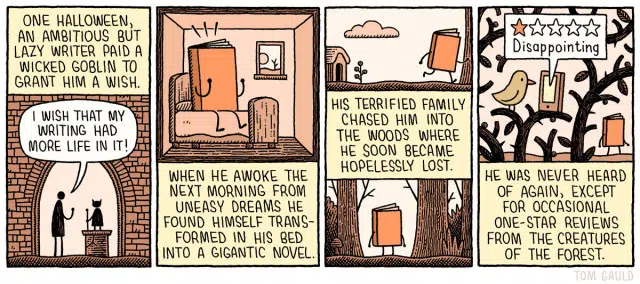 ONE HALLOWEEN,
AN AMBITIOUS BUT
LAZY WRITER PAID A
WICKED GOBLIN TO
GRANT HIM A WISH.
I WISH THAT MY
WRITING HAD
MORE LIFE IN IT!
WHEN HE AWOKE THE
NEXT MORNING FROM
UNEASY DREAMS HE
FOUND HIMSELF TRANS-
FORMED IN HIS BED
INTO A GIGANTIC NOVEL.
HIS TERRIFIED FAMILY
CHASED HIM INTO
THE WOODS WHERE
HE SOON BECAME
HOPELESSLY LOST.
Disappointing
HE WAS NEVER HEARD
OF AGAIN, EXCEPT
FOR OCCASIONAL
ONE-STAR REVIEWS
FROM THE CREATURES
OF THE FOREST.
TOM GAULD